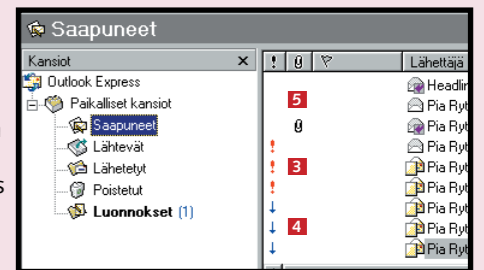 Saapuneet
Kansiot
Outlook Express
Paikalliset kansiot
Saapuneet
Lähtevät
Lähetetyt
Poistetut
Luonnokset (1)
! Lähettäjä
Headlin
5 Pia Ryt
Pia Ryt
! Pia Ryt
! 3 Pia Ryt
! Pia Ryt
Pia Ryt
4 Pia Ryt
Pia Ryt
s